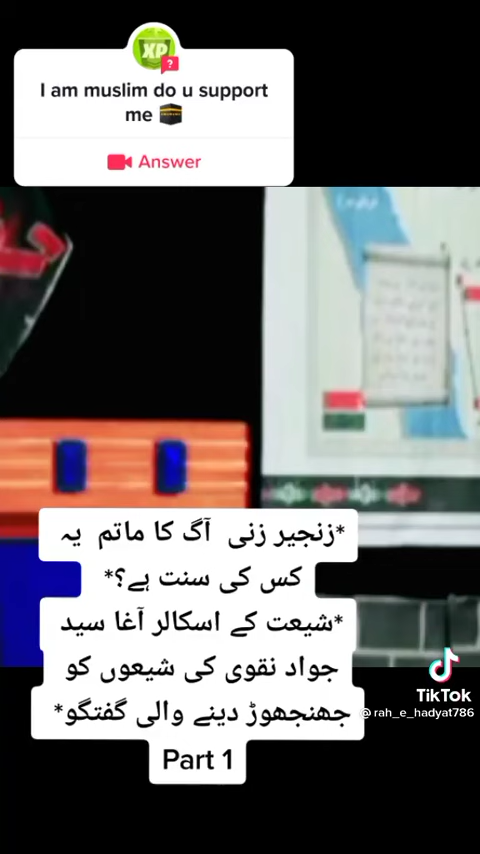 XP
?
I am muslim do u support
me 🕋
Answer
*زنجیر زنی آگ کا ماتم یہ
کس کی سنت ہے؟*
*شیعت کے اسکالر آغا سید
جواد نقوی کی شیعوں کو
جھنجھوڑ دینے والی گفتگو*
Part 1
TikTok
@rah_e_hadyat786